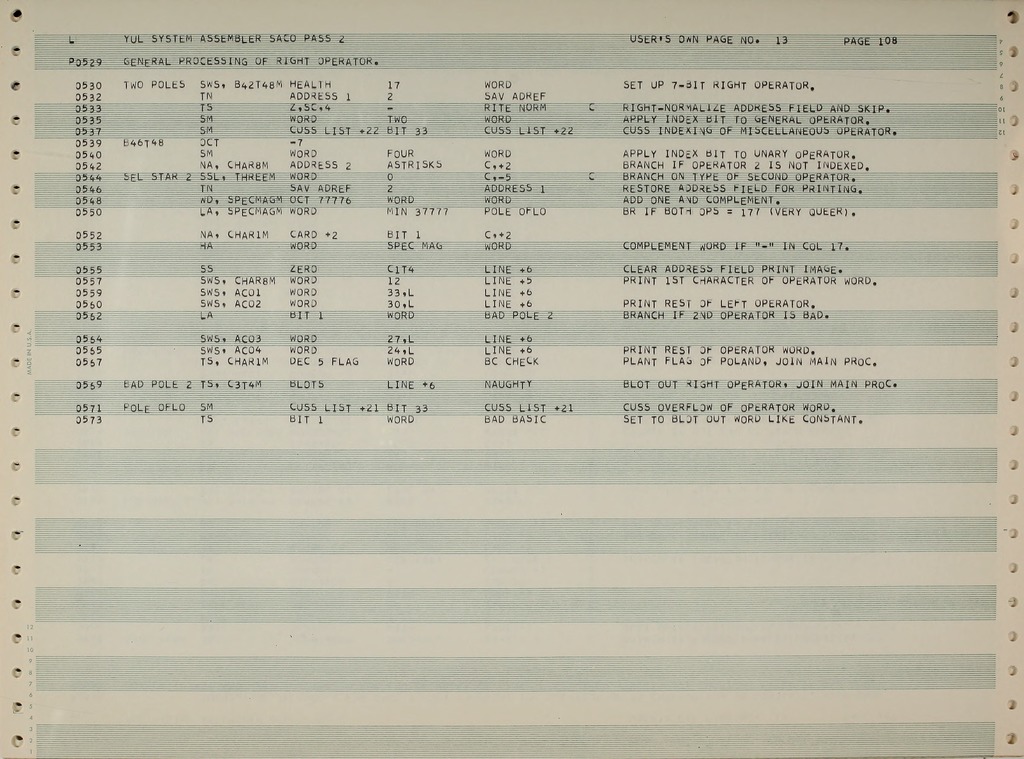 L YUL SYSTEM ASSEMBLER SACO PASS 2 USER'S OWN PAGE NO. 13 PAGE 108
P0529 GENERAL PROCESSING OF RIGHT OPERATOR.
0530 TWO POLES SWS, B42T48M HEALTH 17 WORD SET UP 7-BIT RIGHT OPERATOR.
0532 TN ADDRESS 1 2 SAV ADREF
0533 TS Z,SC,4 - RITE NORM C RIGHT-NORMALIZE ADDRESS FIELD AND SKIP.
0535 SM WORD TWO WORD APPLY INDEX BIT TO GENERAL OPERATOR.
0537 SM CUSS LIST +22 BIT 33 CUSS LIST +22 CUSS INDEXING OF MISCELLANEOUS OPERATOR.
0539 B46T48 OCT -7
0540 SM WORD FOUR WORD APPLY INDEX BIT TO UNARY OPERATOR.
0542 NA, CHAR8M ADDRESS 2 ASTRISKS C,+2 BRANCH IF OPERATOR 2 IS NOT INDEXED.
0544 SEL STAR 2 SSL, THREEM WORD 0 C,-5 C BRANCH ON TYPE OF SECOND OPERATOR.
0546 TN SAV ADREF 2 ADDRESS 1 RESTORE ADDRESS FIELD FOR PRINTING.
0548 WD, SPECMAGM OCT 77776 WORD WORD ADD ONE AND COMPLEMENT.
0550 LA, SPECMAGM WORD MIN 37777 POLE OFLO BR IF BOTH OPS = 177 (VERY QUEER).
0552 NA, CHAR1M CARD +2 BIT 1 C,+2
0553 HA WORD SPEC MAG WORD COMPLEMENT WORD IF "-" IN COL 17.
0555 SS ZERO C1T4 LINE +6 CLEAR ADDRESS FIELD PRINT IMAGE.
0557 SWS, CHAR8M WORD 12 LINE +5 PRINT 1ST CHARACTER OF OPERATOR WORD.
0559 SWS, AC01 WORD 33,L LINE +6
0560 SWS, AC02 WORD 30,L LINE +6 PRINT REST OF LEFT OPERATOR.
0562 LA BIT 1 WORD BAD POLE 2 BRANCH IF 2ND OPERATOR IS BAD.
0564 SWS, AC03 WORD 27,L LINE +6
0565 SWS, AC04 WORD 24,L LINE +6 PRINT REST OF OPERATOR WORD.
0567 TS, CHAR1M DEC 5 FLAG WORD BC CHECK PLANT FLAG OF POLAND, JOIN MAIN PROC.
0569 BAD POLE 2 TS, C3T4M BLOTS LINE +6 NAUGHTY BLOT OUT RIGHT OPERATOR, JOIN MAIN PROC.
0571 POLE OFLO SM CUSS LIST +21 BIT 33 CUSS LIST +21 CUSS OVERFLOW OF OPERATOR WORD.
0573 TS BIT 1 WORD BAD BASIC SET TO BLOT OUT WORD LIKE CONSTANT.
MADE IN U.S.A.
12
11
10
9
8
7
6
5
4
3
2
1